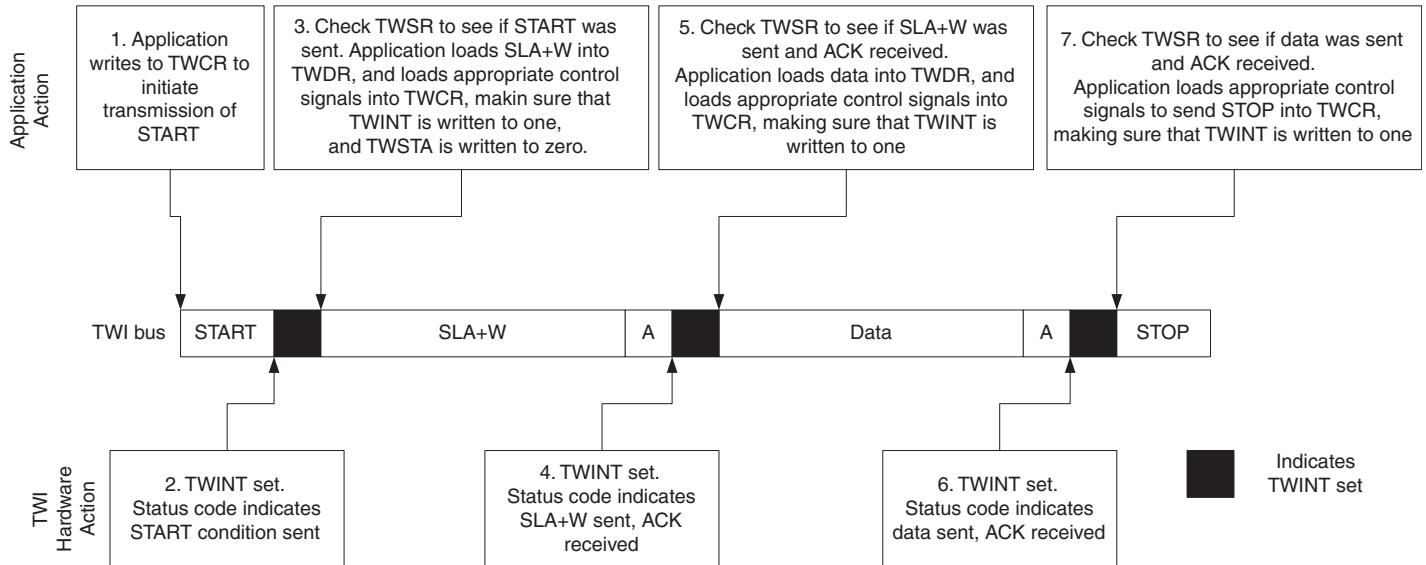 Application
Action
1. Application
writes to TWCR to
initiate
transmission of
START
3. Check TWSR to see if START was
sent. Application loads SLA+W into
TWDR, and loads appropriate control
signals into TWCR, makin sure that
TWINT is written to one,
and TWSTA is written to zero.
5. Check TWSR to see if SLA+W was
sent and ACK received.
Application loads data into TWDR, and
loads appropriate control signals into
TWCR, making sure that TWINT is
written to one
7. Check TWSR to see if data was sent
and ACK received.
Application loads appropriate control
signals to send STOP into TWCR,
making sure that TWINT is written to one
TWI bus
START
SLA+W
A
Data
A
STOP
TWI
Hardware
Action
2. TWINT set.
Status code indicates
START condition sent
4. TWINT set.
Status code indicates
SLA+W sent, ACK
received
6. TWINT set.
Status code indicates
data sent, ACK received
Indicates
TWINT set